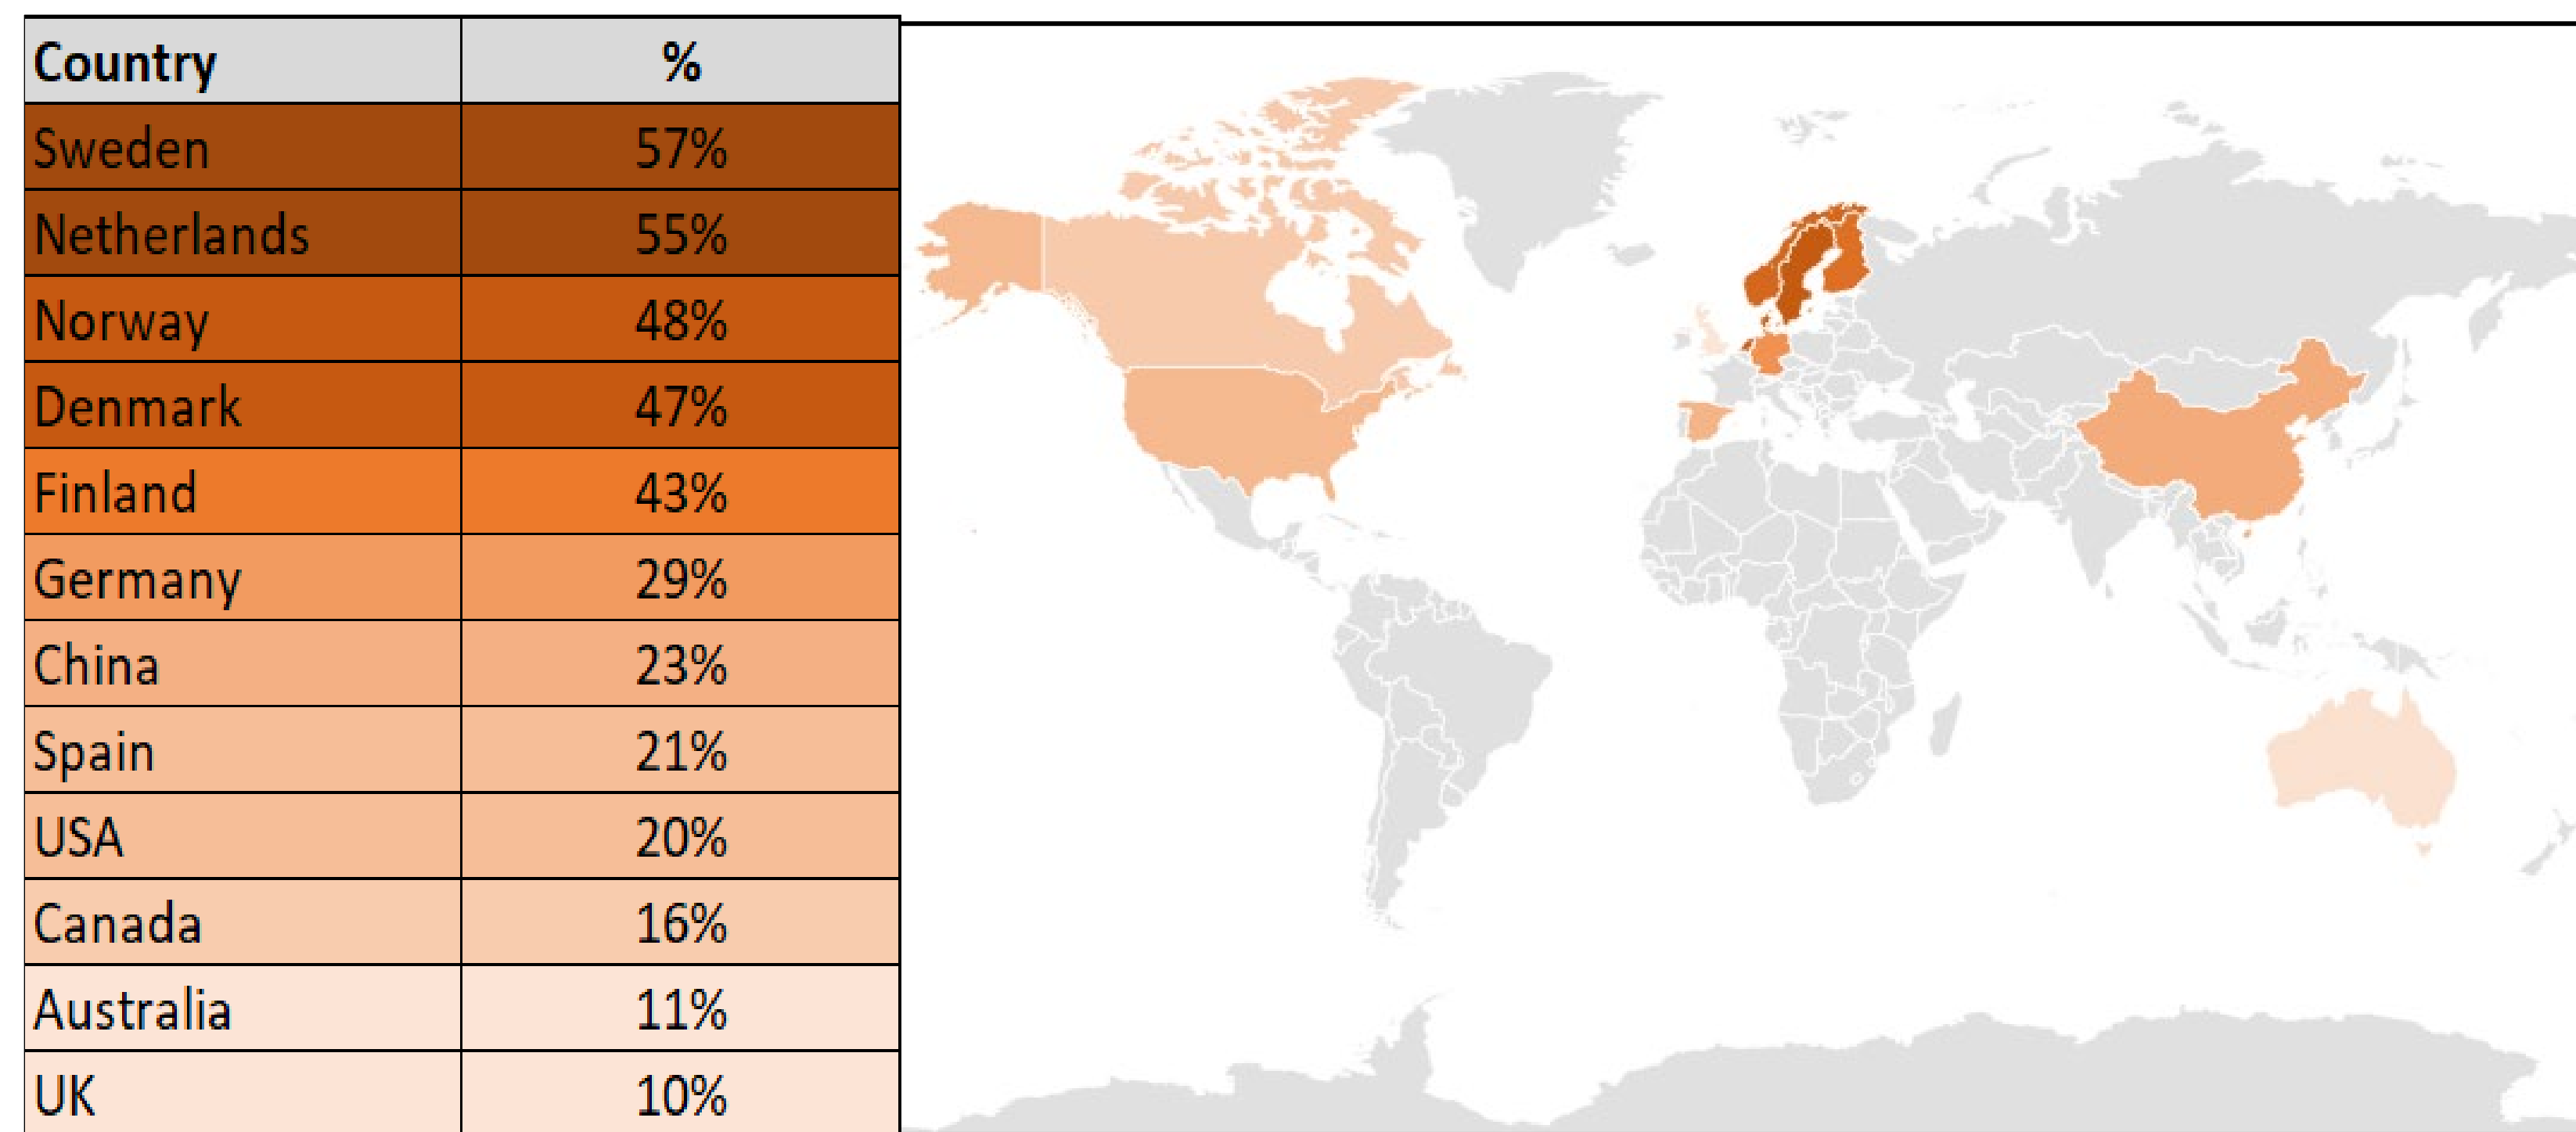 Country %
Sweden 57%
Netherlands 55%
Norway 48%
Denmark 47%
Finland 43%
Germany 29%
China 23%
Spain 21%
USA 20%
Canada 16%
Australia 11%
UK 10%